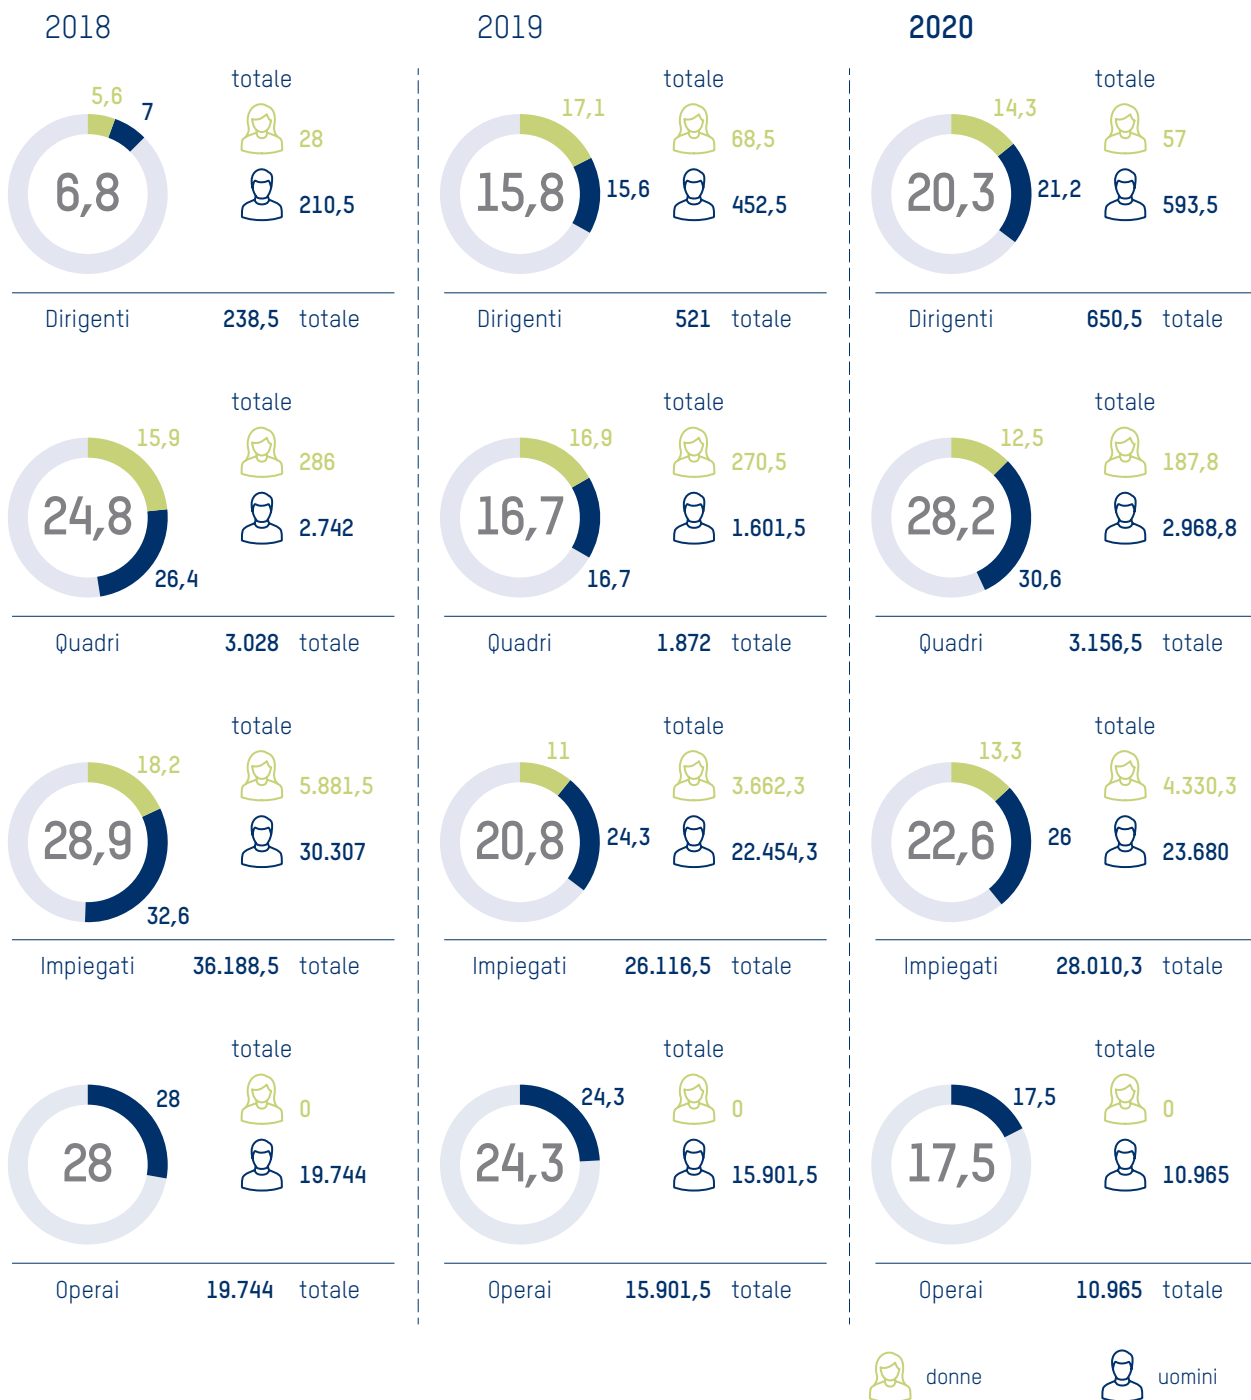 2018
totale
5,6
7
28
6,8
210,5
Dirigenti 238,5 totale
totale
15,9
286
24,8
2.742
26,4
Quadri 3.028 totale
totale
18,2
5.881,5
28,9
30.307
32,6
Impiegati 36.188,5 totale
totale
28
0
28
19.744
Operai 19.744 totale
2019
totale
17,1
68,5
15,8
15,6
452,5
Dirigenti 521 totale
totale
16,9
270,5
16,7
1.601,5
16,7
Quadri 1.872 totale
totale
11
3.662,3
20,8
24,3
22.454,3
Impiegati 26.116,5 totale
totale
24,3
0
24,3
15.901,5
Operai 15.901,5 totale
2020
totale
14,3
57
20,3
21,2
593,5
Dirigenti 650,5 totale
totale
12,5
187,8
28,2
2.968,8
30,6
Quadri 3.156,5 totale
totale
13,3
4.330,3
22,6
26
23.680
Impiegati 28.010,3 totale
totale
17,5
0
17,5
10.965
Operai 10.965 totale
donne uomini